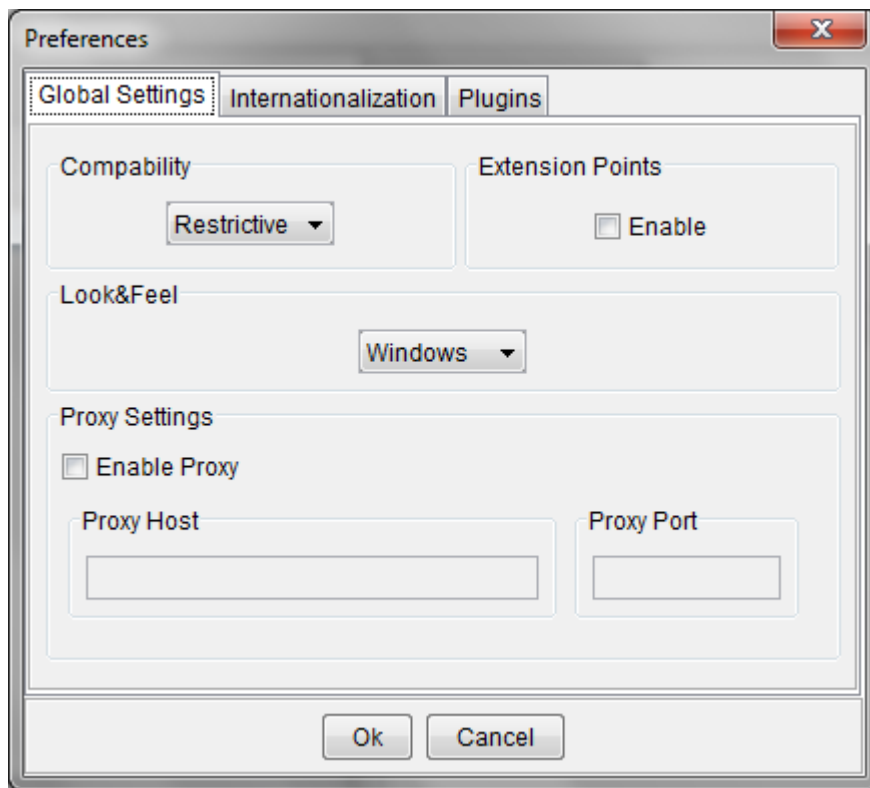 Preferences
Global Settings Internationalization Plugins
Compability Extension Points
Restrictive Enable
Look&Feel
Windows
Proxy Settings
Enable Proxy
Proxy Host Proxy Port
Ok Cancel